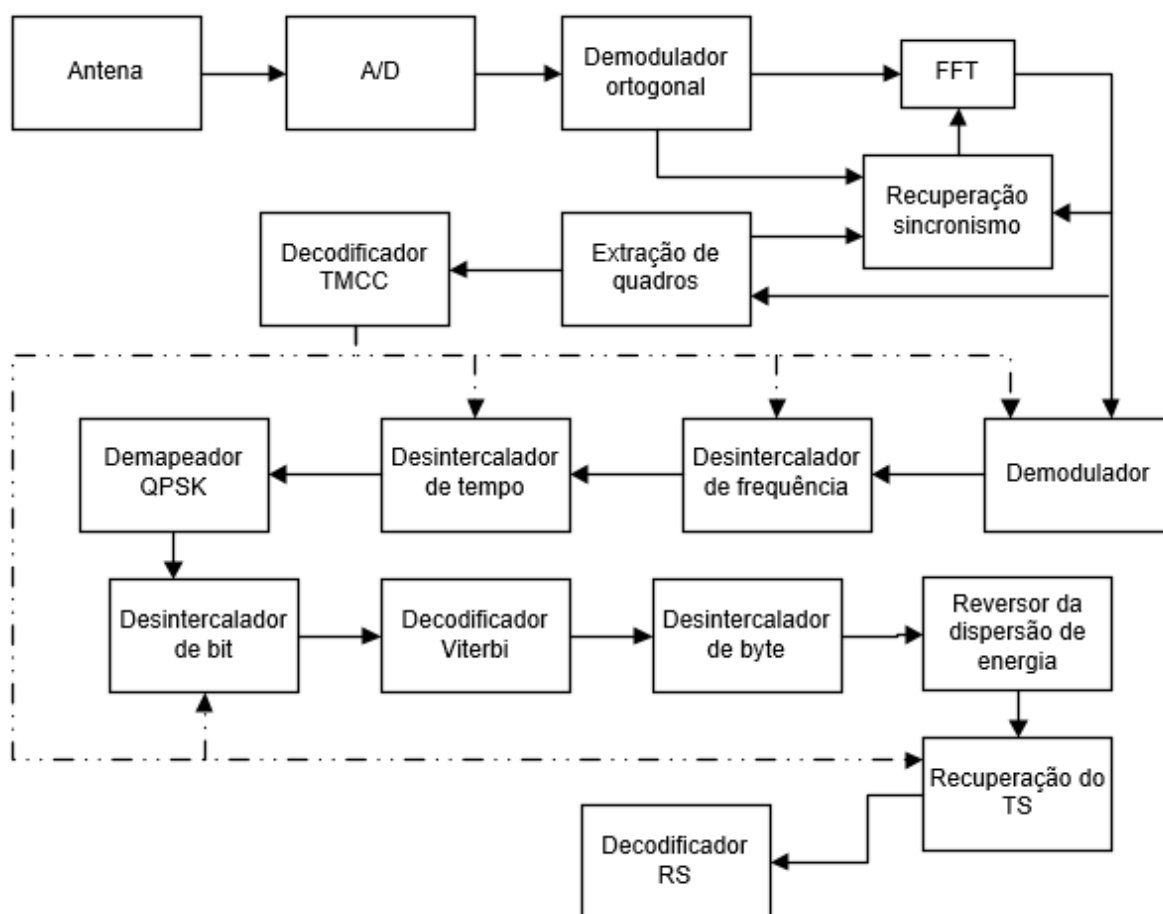 Antena
A/D
Demodulador
ortogonal
FFT
Recuperação
sincronismo
Decodificador
TMCC
Extração de
quadros
Demapeador
QPSK
Desintercalador
de tempo
Desintercalador
de frequência
Demodulador
Desintercalador
de bit
Decodificador
Viterbi
Desintercalador
de byte
Reversor da
dispersão de
energia
Recuperação do
TS
Decodificador
RS